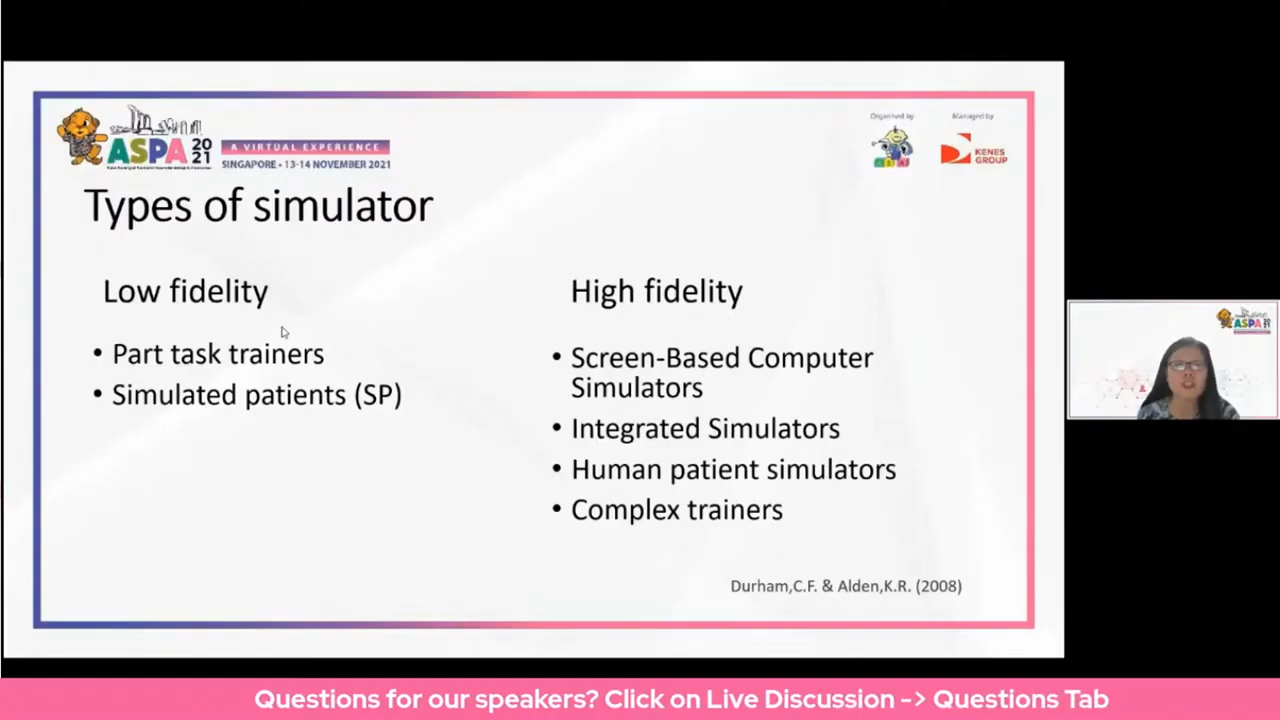 ASPA 2021
A VIRTUAL EXPERIENCE
SINGAPORE • 13-14 NOVEMBER 2021
Organised by
Managed by
KENES
GROUP
Types of simulator
Low fidelity
• Part task trainers
• Simulated patients (SP)
High fidelity
• Screen-Based Computer
Simulators
• Integrated Simulators
• Human patient simulators
• Complex trainers
Durham,C.F. & Alden,K.R. (2008)
ASPA
Questions for our speakers? Click on Live Discussion -> Questions Tab